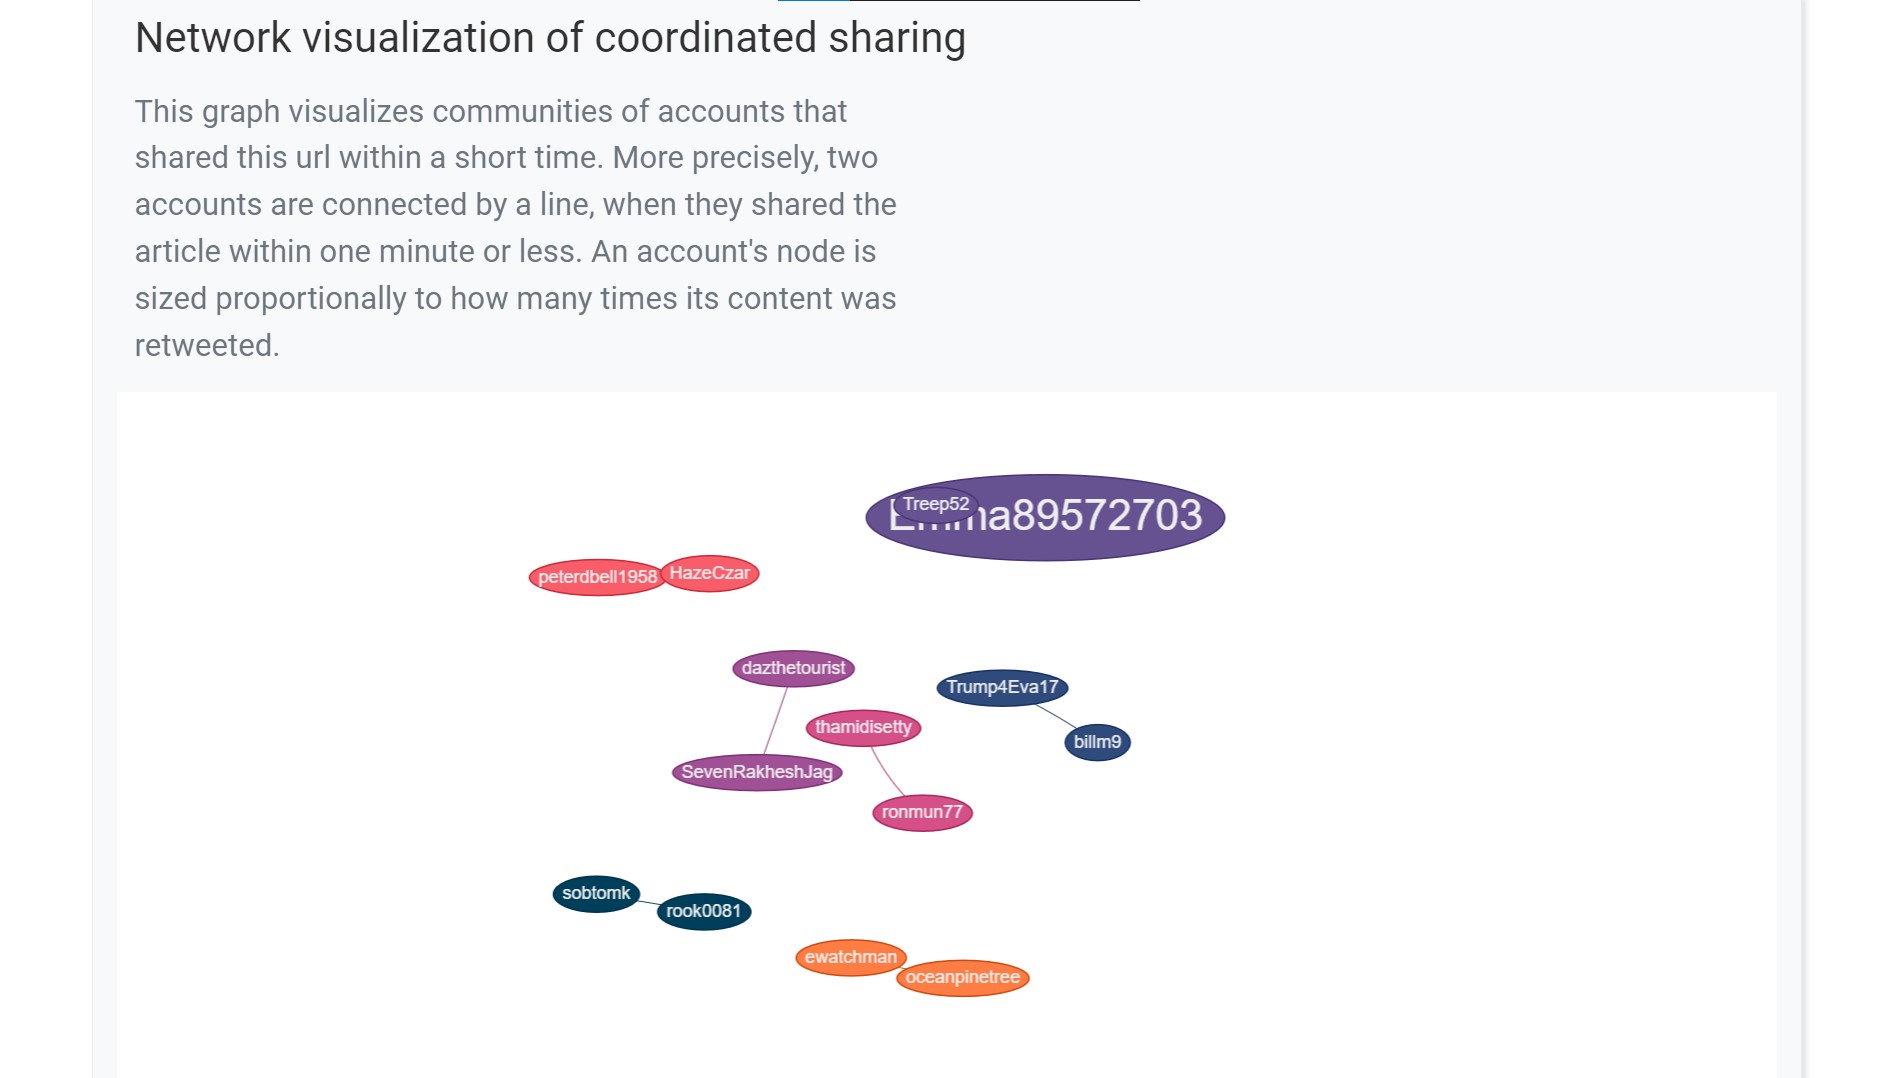 Network visualization of coordinated sharing
This graph visualizes communities of accounts that
shared this url within a short time. More precisely, two
accounts are connected by a line, when they shared the
article within one minute or less. An account's node is
sized proportionally to how many times its content was
retweeted.
Treep52
Emma89572703
peterdbell1958
HazeCzar
dazthetourist
Trump4Eva17
thamidisetty
billm9
SevenRakheshJag
ronmun77
sobtomk
rook0081
ewatchman
oceanpinetree